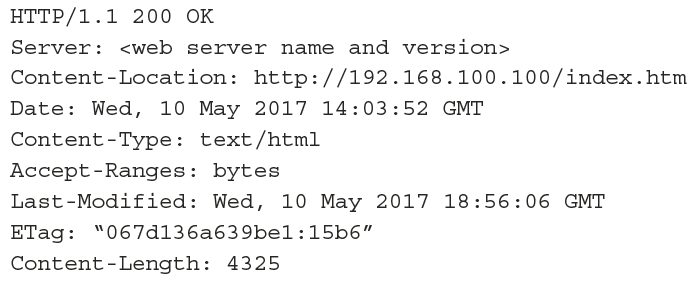 HTTP/1.1 200 OK
Server: <web server name and version>
Content-Location: http://192.168.100.100/index.htm
Date: Wed, 10 May 2017 14:03:52 GMT
Content-Type: text/html
Accept-Ranges: bytes
Last-Modified: Wed, 10 May 2017 18:56:06 GMT
ETag: “067d136a639be1:15b6”
Content-Length: 4325